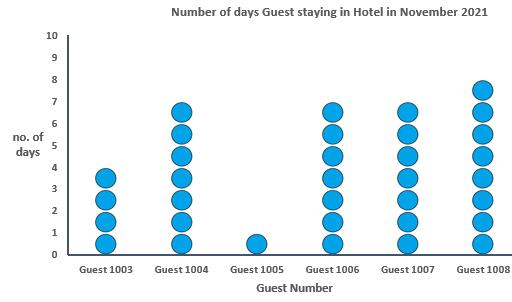 Number of days Guest staying in Hotel in November 2021
10
9
8
7
6
5
4
3
2
1
0
no. of
days
Guest 1003 Guest 1004 Guest 1005 Guest 1006 Guest 1007 Guest 1008
Guest Number